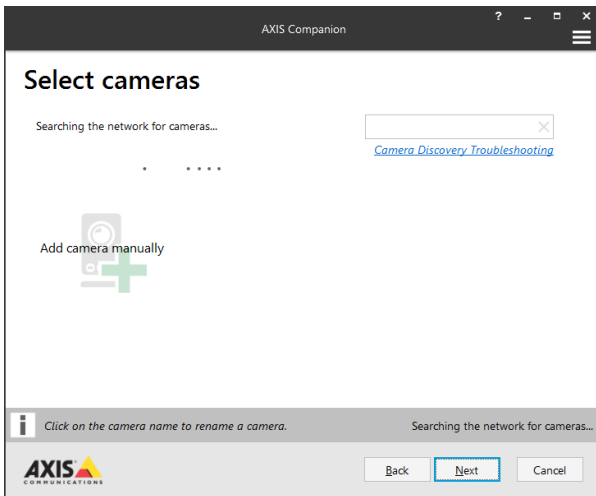 AXIS Companion
?
Select cameras
Searching the network for cameras...
Camera Discovery Troubleshooting
Add camera manually
i Click on the camera name to rename a camera.
Searching the network for cameras...
AXIS
COMMUNICATIONS
Back
Next
Cancel